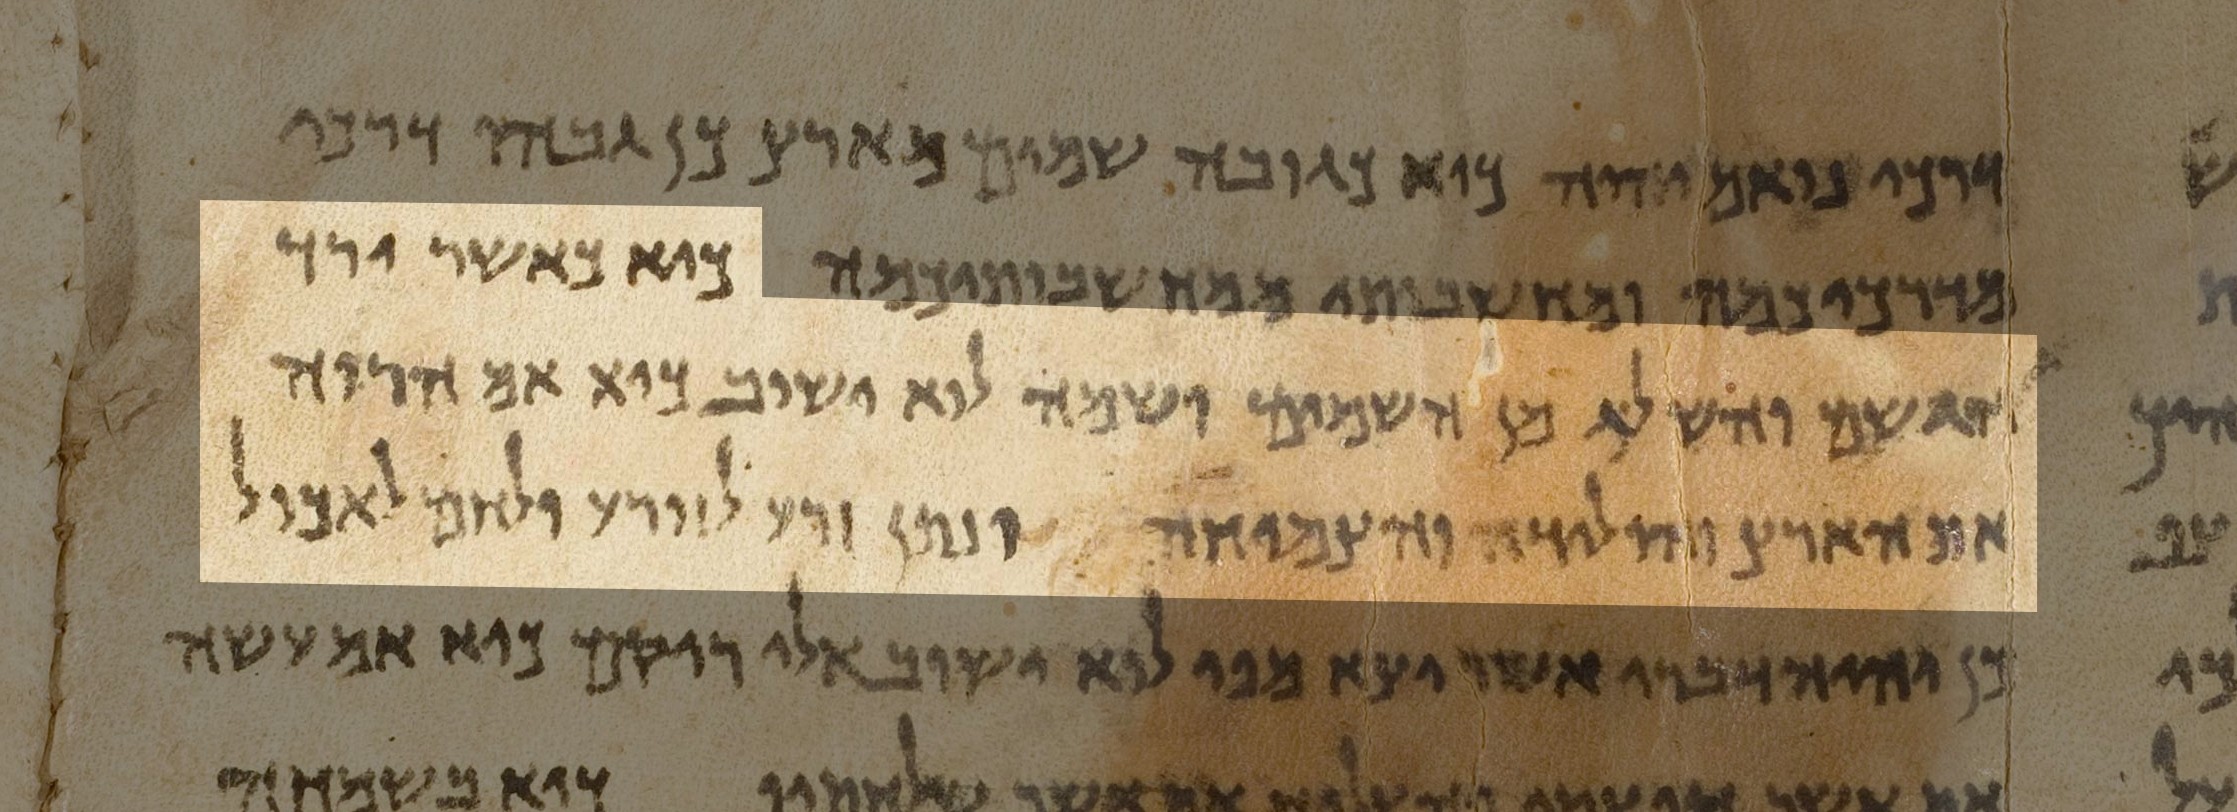 דרכי נואם יהוה כיא כגובה שמים מארץ כן גבהו דרכי
מדרכיכמה ומחשבותי ממחשבותיכמה כיא כאשר ירד
הגשם והשלג מן השמים ושמה לוא ישוב כיא אם הרוה
את הארץ והולידה והצמיחה ונתן זרע לזורע ולחם לאכול
כן יהיה דברי אשר יצא מפי לוא ישוב אלי ריקם כיא אם עשה
את אשר חפצתי והצליח את אשר שלחתיו כיא בשמחה